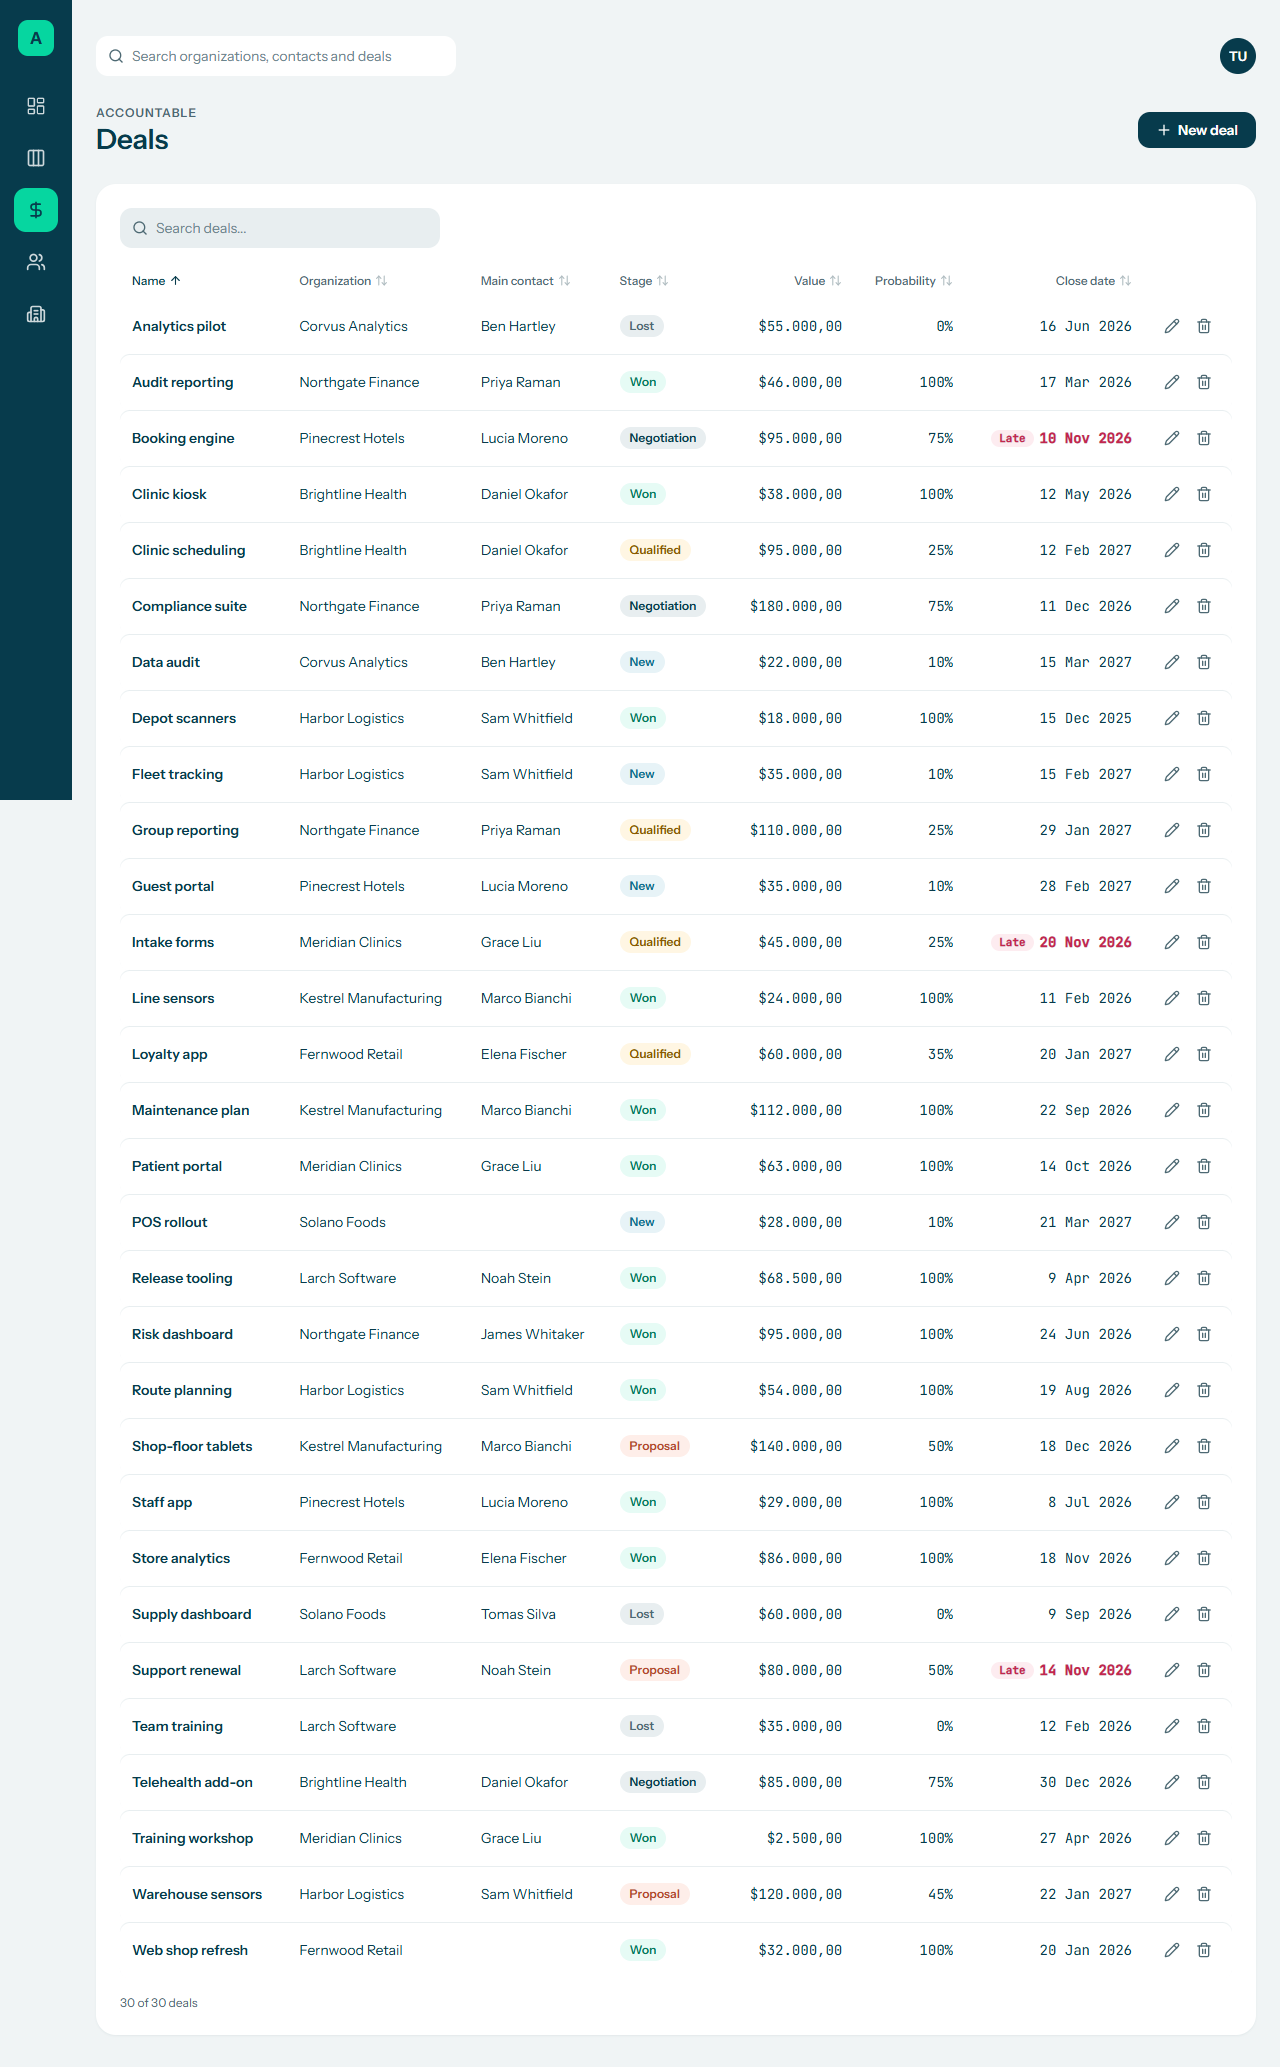 A
Search organizations, contacts and deals
TU
ACCOUNTABLE
Deals
New deal
Search deals...
Name Organization Main contact Stage Value Probability Close date
Analytics pilot Corvus Analytics Ben Hartley Lost $55.000,00 0% 16 Jun 2026
Audit reporting Northgate Finance Priya Raman Won $46.000,00 100% 17 Mar 2026
Booking engine Pinecrest Hotels Lucia Moreno Negotiation $95.000,00 75% Late 10 Nov 2026
Clinic kiosk Brightline Health Daniel Okafor Won $38.000,00 100% 12 May 2026
Clinic scheduling Brightline Health Daniel Okafor Qualified $95.000,00 25% 12 Feb 2027
Compliance suite Northgate Finance Priya Raman Negotiation $180.000,00 75% 11 Dec 2026
Data audit Corvus Analytics Ben Hartley New $22.000,00 10% 15 Mar 2027
Depot scanners Harbor Logistics Sam Whitfield Won $18.000,00 100% 15 Dec 2025
Fleet tracking Harbor Logistics Sam Whitfield New $35.000,00 10% 15 Feb 2027
Group reporting Northgate Finance Priya Raman Qualified $110.000,00 25% 29 Jan 2027
Guest portal Pinecrest Hotels Lucia Moreno New $35.000,00 10% 28 Feb 2027
Intake forms Meridian Clinics Grace Liu Qualified $45.000,00 25% Late 20 Nov 2026
Line sensors Kestrel Manufacturing Marco Bianchi Won $24.000,00 100% 11 Feb 2026
Loyalty app Fernwood Retail Elena Fischer Qualified $60.000,00 35% 20 Jan 2027
Maintenance plan Kestrel Manufacturing Marco Bianchi Won $112.000,00 100% 22 Sep 2026
Patient portal Meridian Clinics Grace Liu Won $63.000,00 100% 14 Oct 2026
POS rollout Solano Foods New $28.000,00 10% 21 Mar 2027
Release tooling Larch Software Noah Stein Won $68.500,00 100% 9 Apr 2026
Risk dashboard Northgate Finance James Whitaker Won $95.000,00 100% 24 Jun 2026
Route planning Harbor Logistics Sam Whitfield Won $54.000,00 100% 19 Aug 2026
Shop-floor tablets Kestrel Manufacturing Marco Bianchi Proposal $140.000,00 50% 18 Dec 2026
Staff app Pinecrest Hotels Lucia Moreno Won $29.000,00 100% 8 Jul 2026
Store analytics Fernwood Retail Elena Fischer Won $86.000,00 100% 18 Nov 2026
Supply dashboard Solano Foods Tomas Silva Lost $60.000,00 0% 9 Sep 2026
Support renewal Larch Software Noah Stein Proposal $80.000,00 50% Late 14 Nov 2026
Team training Larch Software Lost $35.000,00 0% 12 Feb 2026
Telehealth add-on Brightline Health Daniel Okafor Negotiation $85.000,00 75% 30 Dec 2026
Training workshop Meridian Clinics Grace Liu Won $2.500,00 100% 27 Apr 2026
Warehouse sensors Harbor Logistics Sam Whitfield Proposal $120.000,00 45% 22 Jan 2027
Web shop refresh Fernwood Retail Won $32.000,00 100% 20 Jan 2026
30 of 30 deals